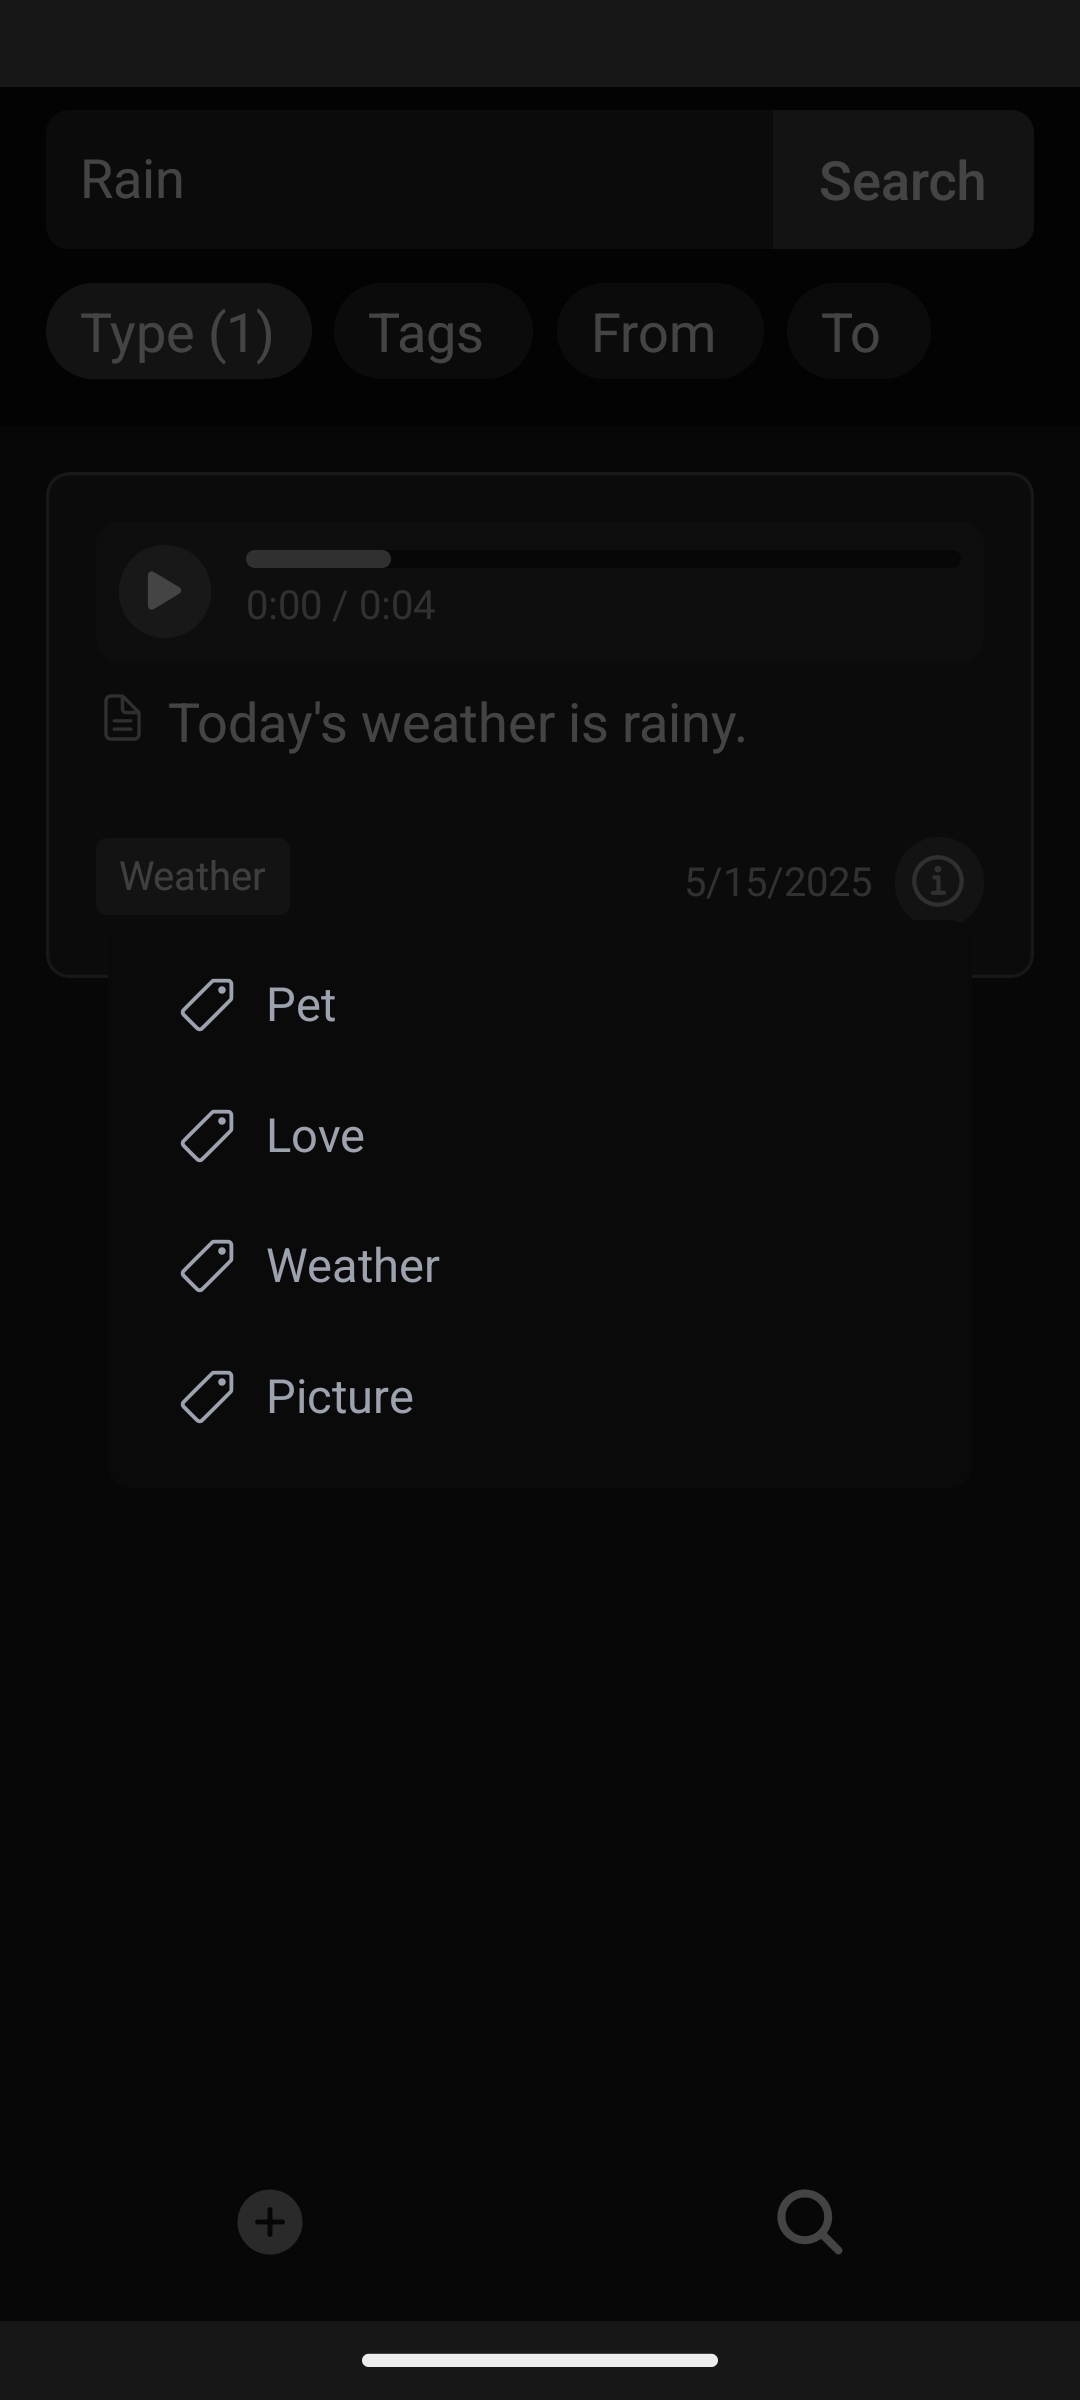 Rain
Search
Type (1)
Tags
From
To
0:00 / 0:04
Today's weather is rainy.
Weather
5/15/2025
Pet
Love
Weather
Picture